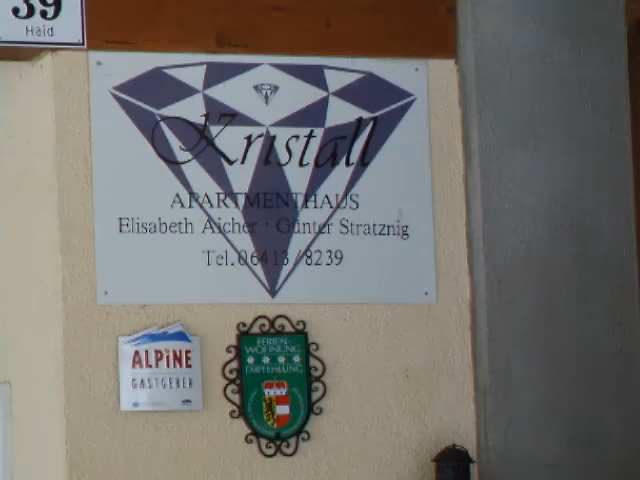 39
Haid
Kristall
APARTMENTHAUS
Elisabeth Aicher · Günter Stratznig
Tel. 06413/8239
ALPINE
GASTGEBER
FERIEN-
WOHNUNG
EMPFEHLUNG